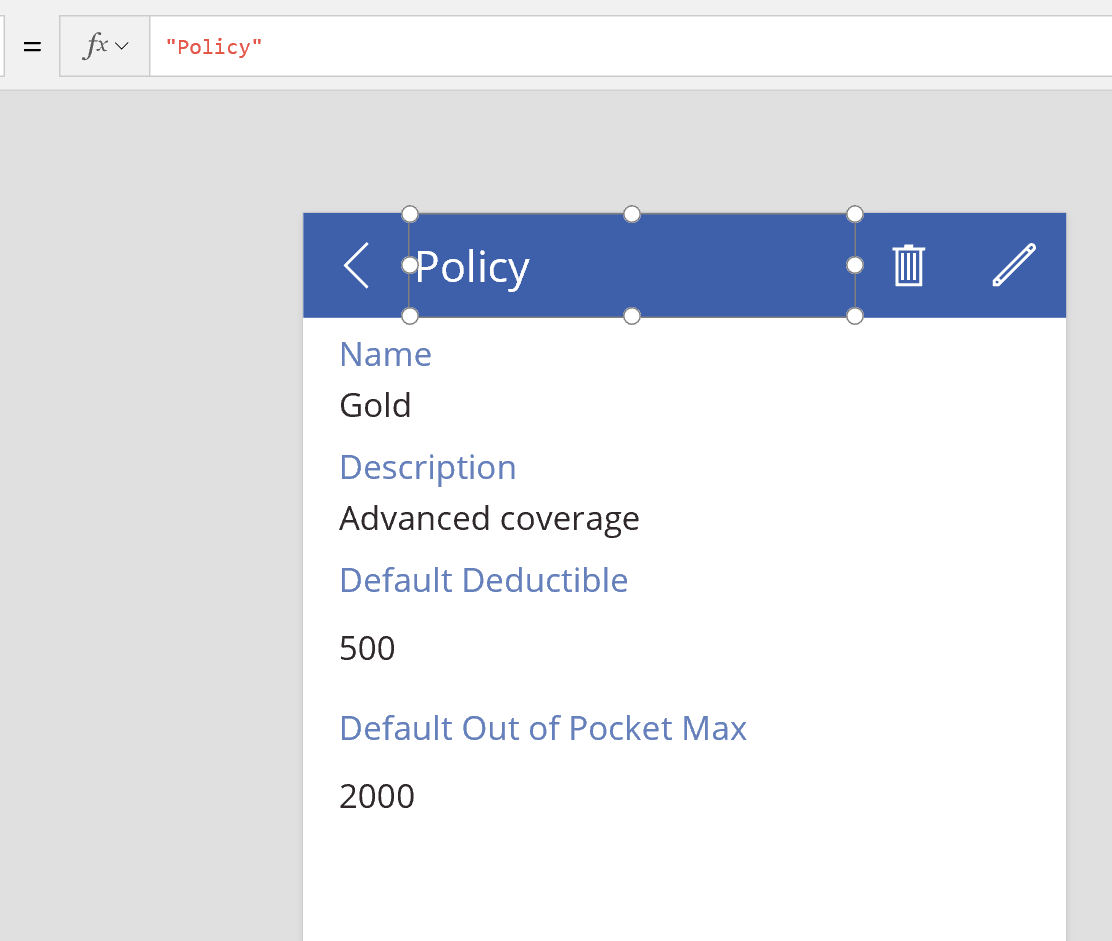 = fx "Policy"
Policy
Name
Gold
Description
Advanced coverage
Default Deductible
500
Default Out of Pocket Max
2000